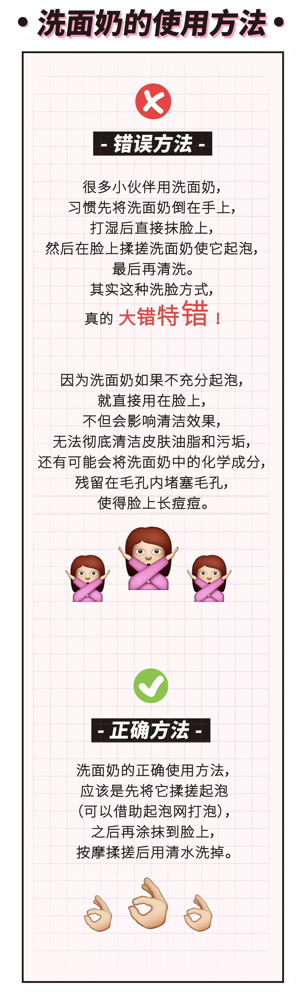 •洗面奶的使用方法•
- 错误方法 -
很多小伙伴用洗面奶，
习惯先将洗面奶倒在手上，
打湿后直接抹脸上，
然后在脸上揉搓洗面奶使它起泡，
最后再清洗。
其实这种洗脸方式，
真的 大错特错！
因为洗面奶如果不充分起泡，
就直接用在脸上，
不但会影响清洁效果，
无法彻底清洁皮肤油脂和污垢，
还有可能会将洗面奶中的化学成分，
残留在毛孔内堵塞毛孔，
使得脸上长痘痘。
- 正确方法 -
洗面奶的正确使用方法，
应该是先将它揉搓起泡
（可以借助起泡网打泡），
之后再涂抹到脸上，
按摩揉搓后用清水洗掉。